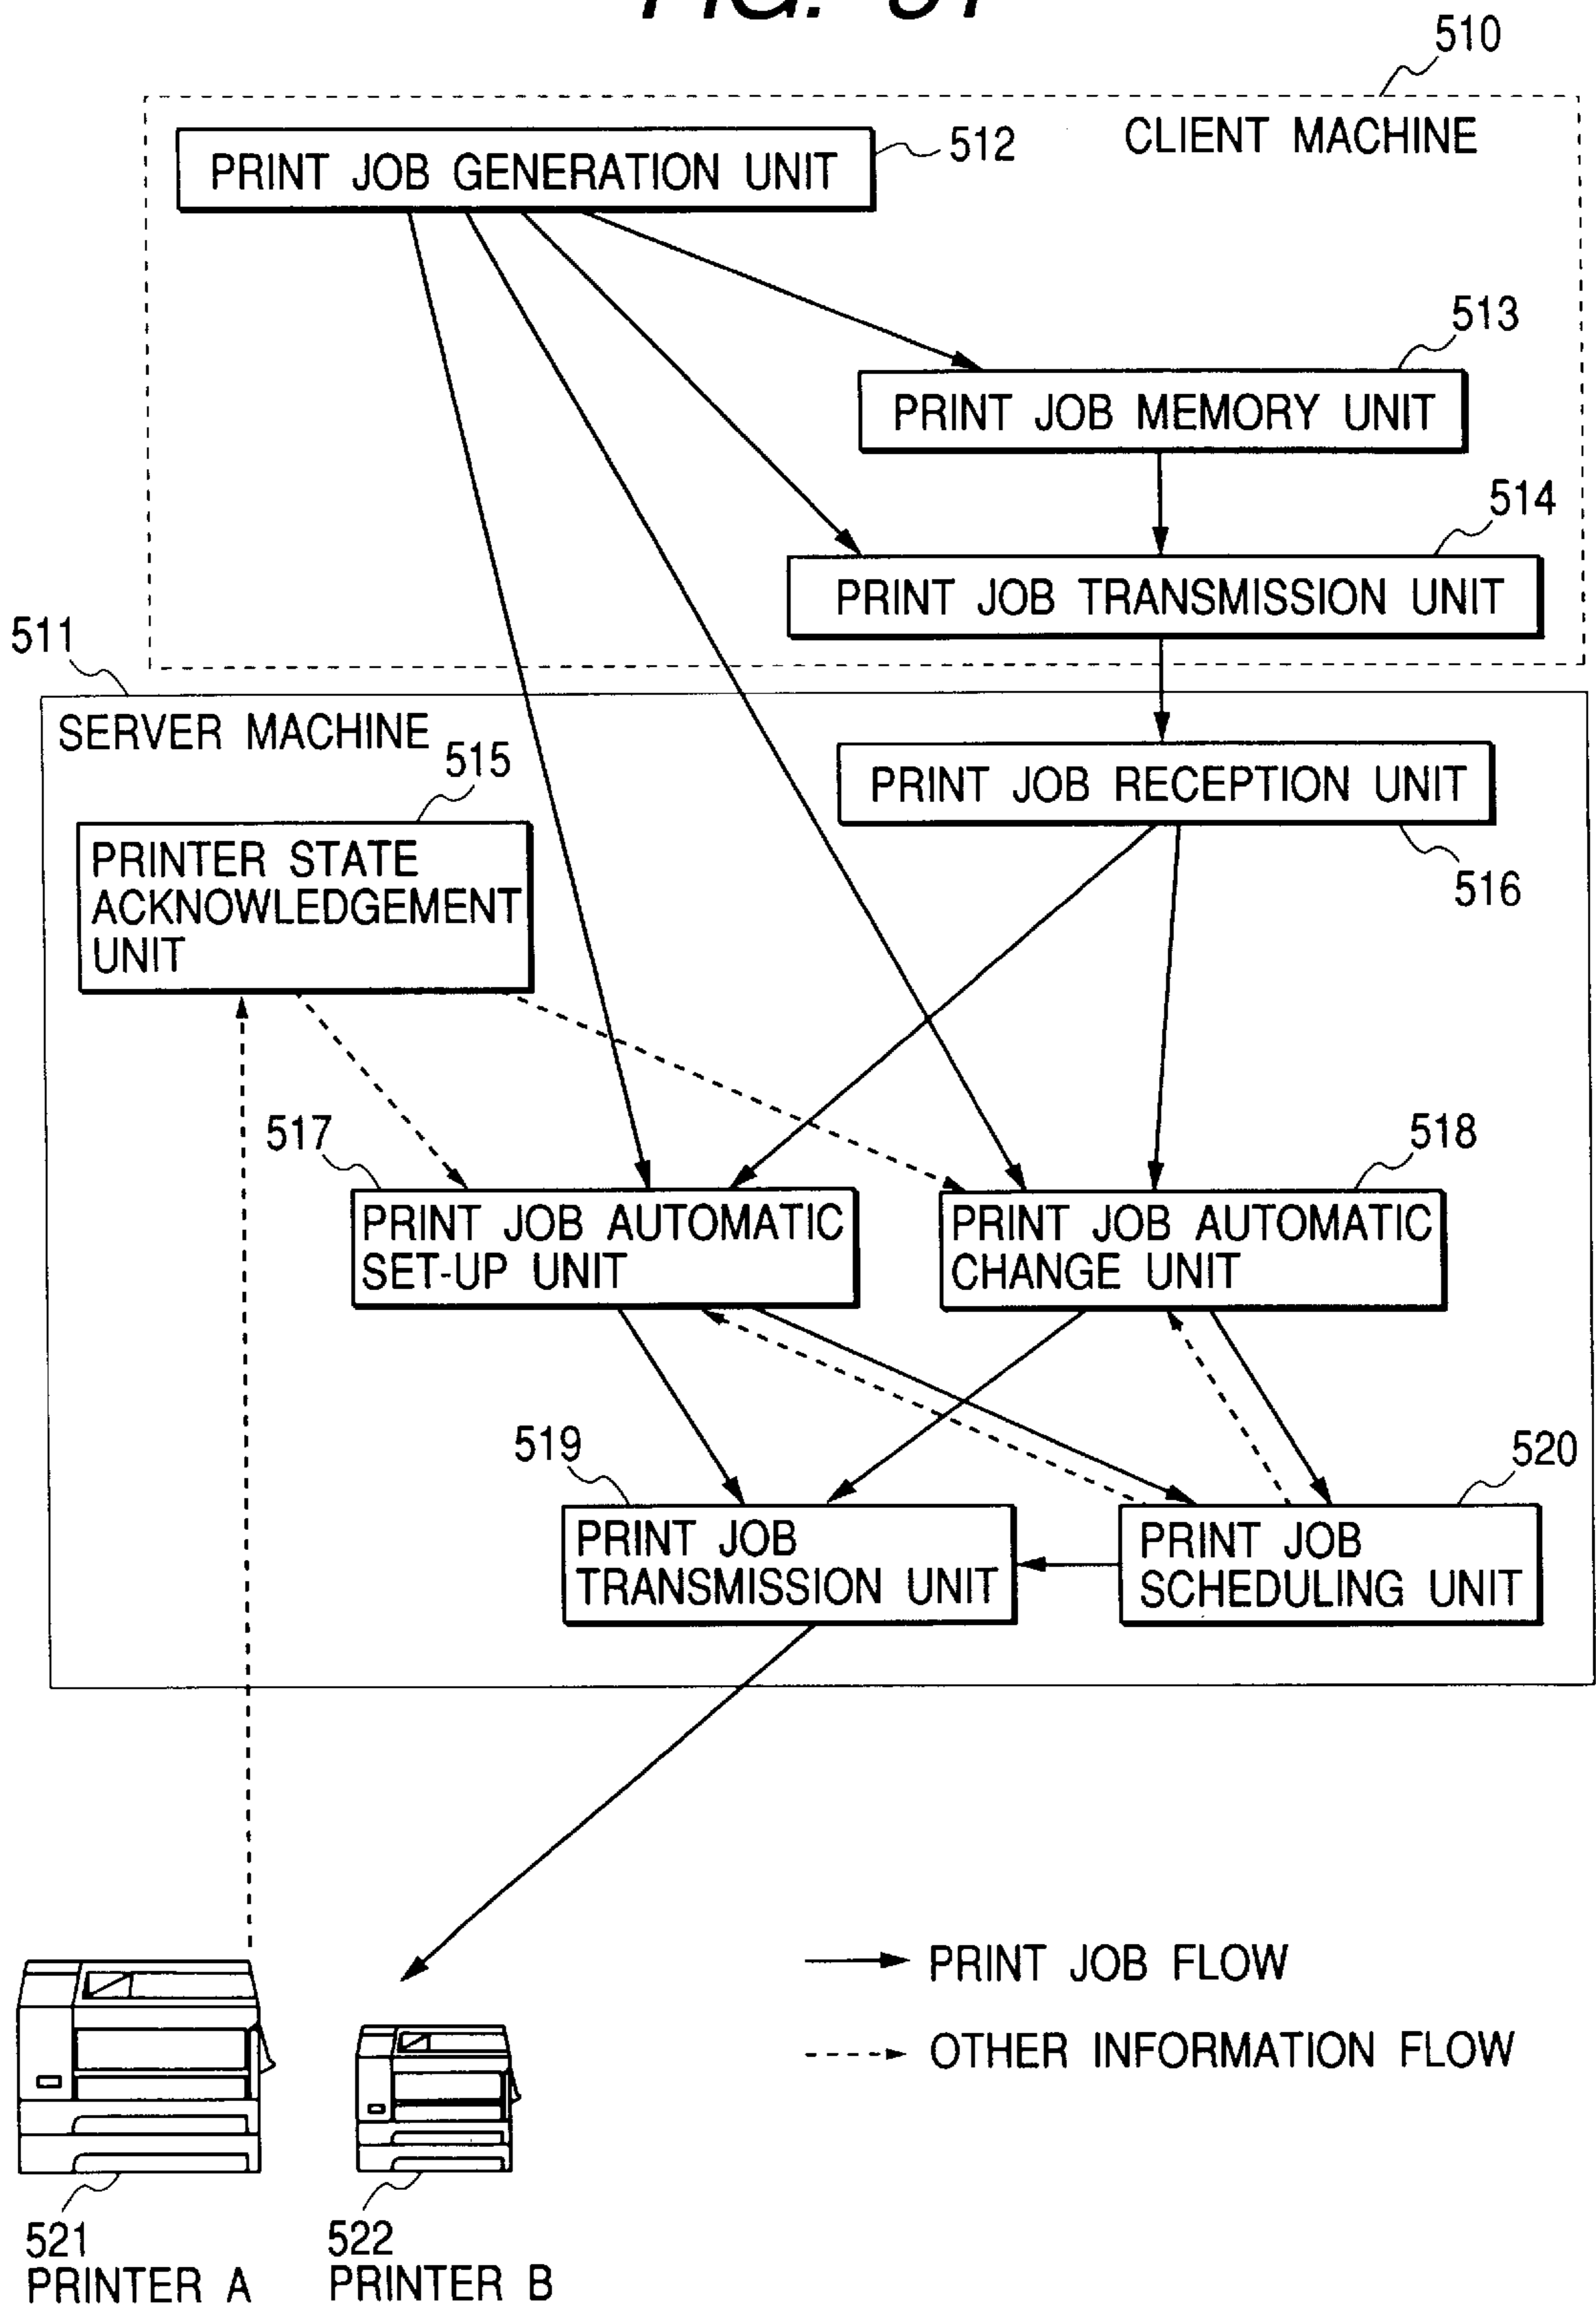 510
CLIENT MACHINE
PRINT JOB GENERATION UNIT
512
513
PRINT JOB MEMORY UNIT
514
PRINT JOB TRANSMISSION UNIT
511
SERVER MACHINE
515
PRINT JOB RECEPTION UNIT
516
PRINTER STATE
ACKNOWLEDGEMENT
UNIT
517
518
PRINT JOB AUTOMATIC
SET-UP UNIT
PRINT JOB AUTOMATIC
CHANGE UNIT
519
520
PRINT JOB
TRANSMISSION UNIT
PRINT JOB
SCHEDULING UNIT
PRINT JOB FLOW
OTHER INFORMATION FLOW
521
PRINTER A
522
PRINTER B